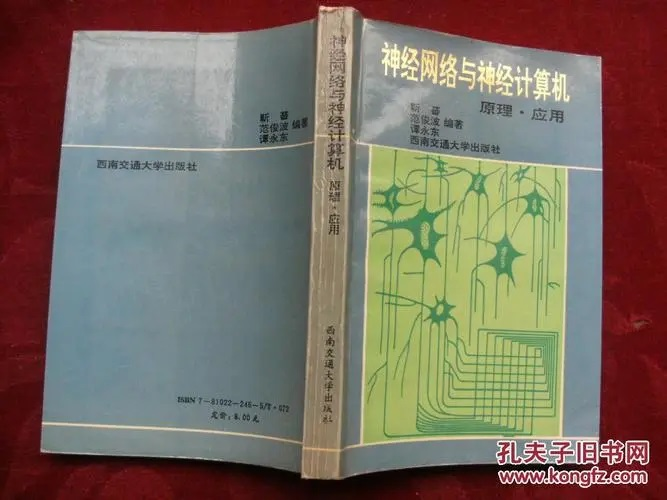 靳 蕃
范俊波 编著
谭永东
西南交通大学出版社
ISBN 7—81022—246—5/T·072
定价：6.00元
神经网络与神经计算机 原理·应用
西南交通大学出版社
神经网络与神经计算机
原理·应用
靳 蕃
范俊波 编著
谭永东
西南交通大学出版社
孔夫子旧书网